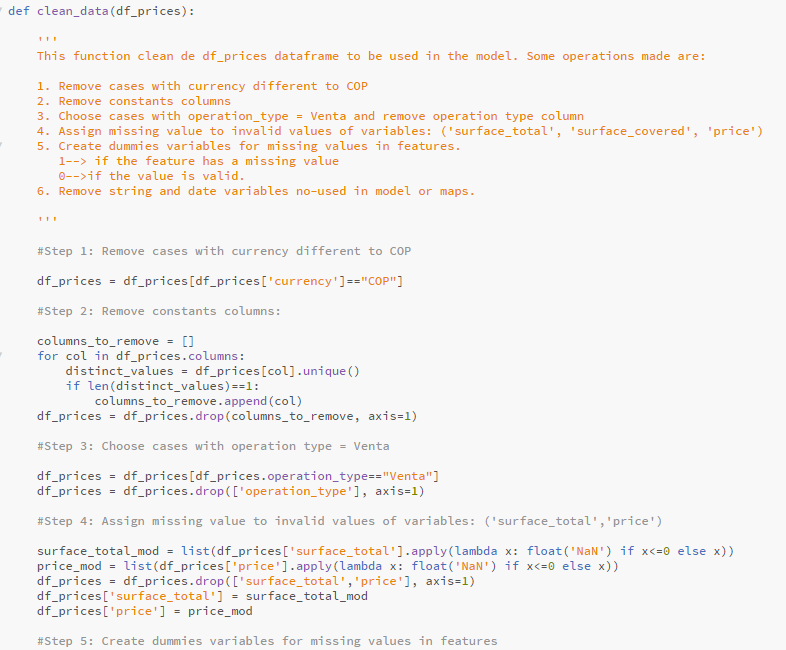 def clean_data(df_prices):
'''
This function clean de df_prices dataframe to be used in the model. Some operations made are:
1. Remove cases with currency different to COP
2. Remove constants columns
3. Choose cases with operation_type = Venta and remove operation type column
4. Assign missing value to invalid values of variables: ('surface_total', 'surface_covered', 'price')
5. Create dummies variables for missing values in features.
1--> if the feature has a missing value
0-->if the value is valid.
6. Remove string and date variables no-used in model or maps.
'''
#Step 1: Remove cases with currency different to COP
df_prices = df_prices[df_prices['currency']=="COP"]
#Step 2: Remove constants columns:
columns_to_remove = []
for col in df_prices.columns:
distinct_values = df_prices[col].unique()
if len(distinct_values)==1:
columns_to_remove.append(col)
df_prices = df_prices.drop(columns_to_remove, axis=1)
#Step 3: Choose cases with operation type = Venta
df_prices = df_prices[df_prices.operation_type=="Venta"]
df_prices = df_prices.drop(['operation_type'], axis=1)
#Step 4: Assign missing value to invalid values of variables: ('surface_total','price')
surface_total_mod = list(df_prices['surface_total'].apply(lambda x: float('NaN') if x<=0 else x))
price_mod = list(df_prices['price'].apply(lambda x: float('NaN') if x<=0 else x))
df_prices = df_prices.drop(['surface_total','price'], axis=1)
df_prices['surface_total'] = surface_total_mod
df_prices['price'] = price_mod
#Step 5: Create dummies variables for missing values in features